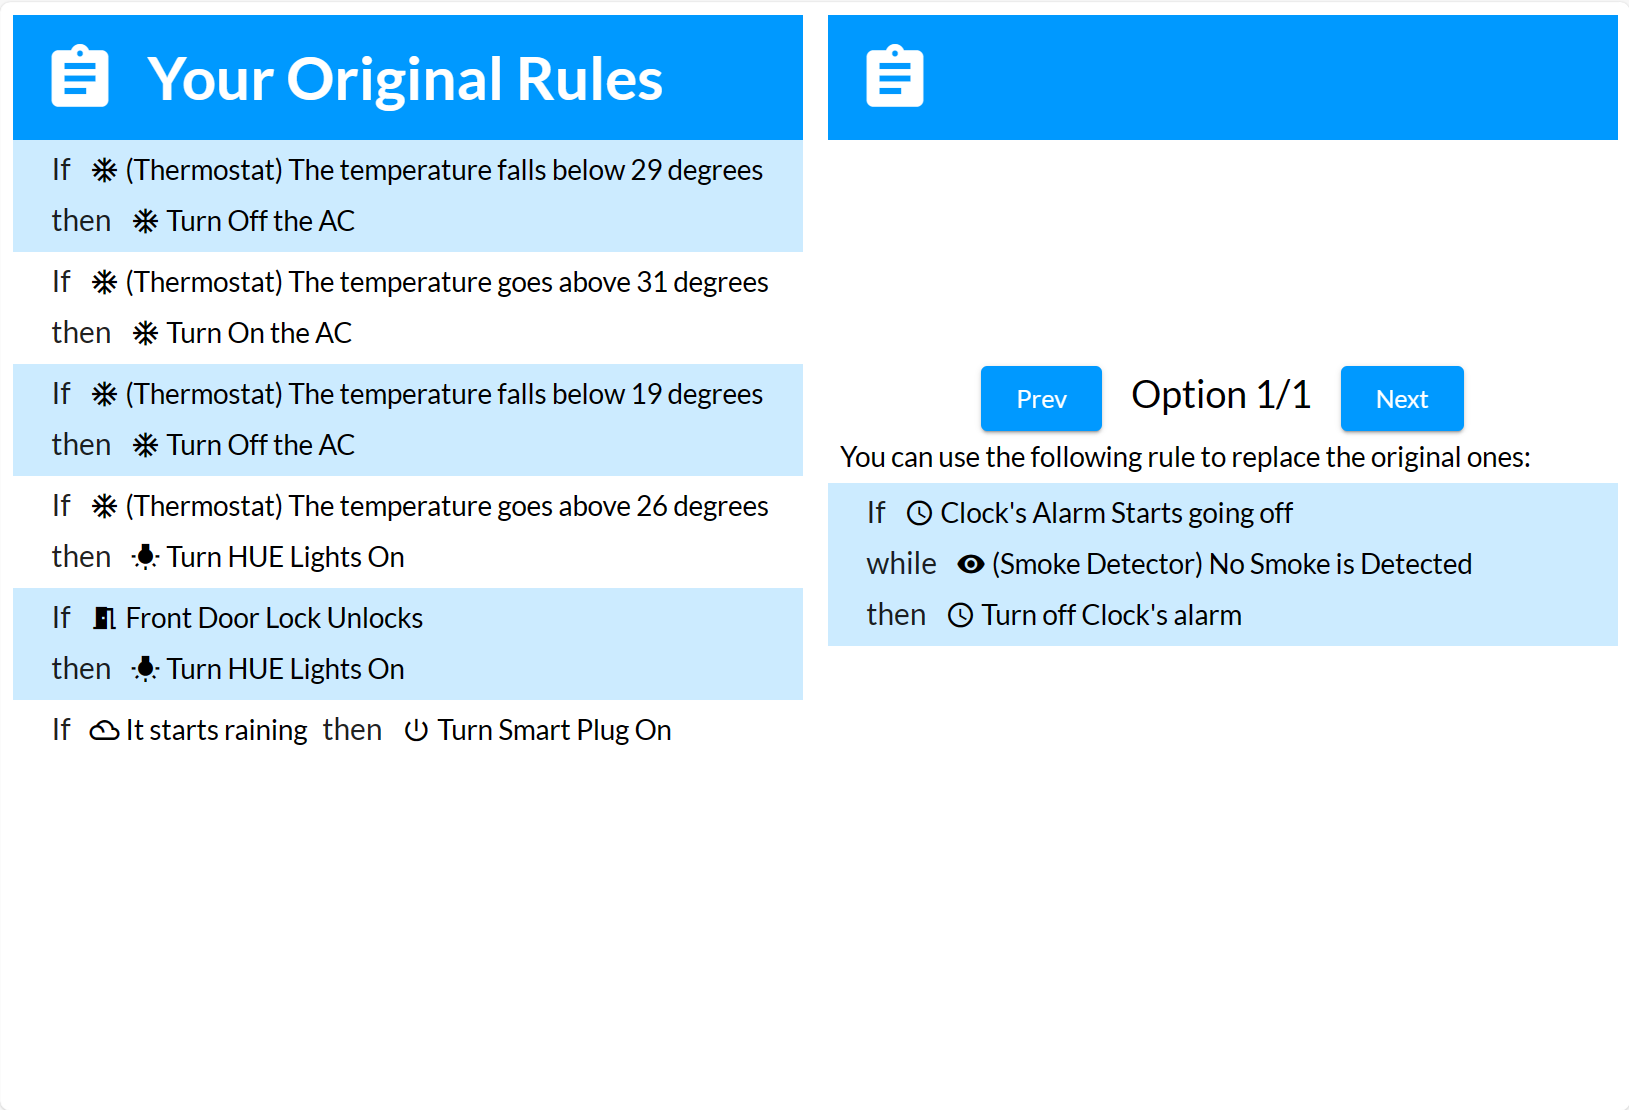 Your Original Rules
If (Thermostat) The temperature falls below 29 degrees
then Turn Off the AC
If (Thermostat) The temperature goes above 31 degrees
then Turn On the AC
If (Thermostat) The temperature falls below 19 degrees
then Turn Off the AC
If (Thermostat) The temperature goes above 26 degrees
then Turn HUE Lights On
If Front Door Lock Unlocks
then Turn HUE Lights On
If It starts raining then Turn Smart Plug On
Prev Option 1/1 Next
You can use the following rule to replace the original ones:
If Clock's Alarm Starts going off
while (Smoke Detector) No Smoke is Detected
then Turn off Clock's alarm